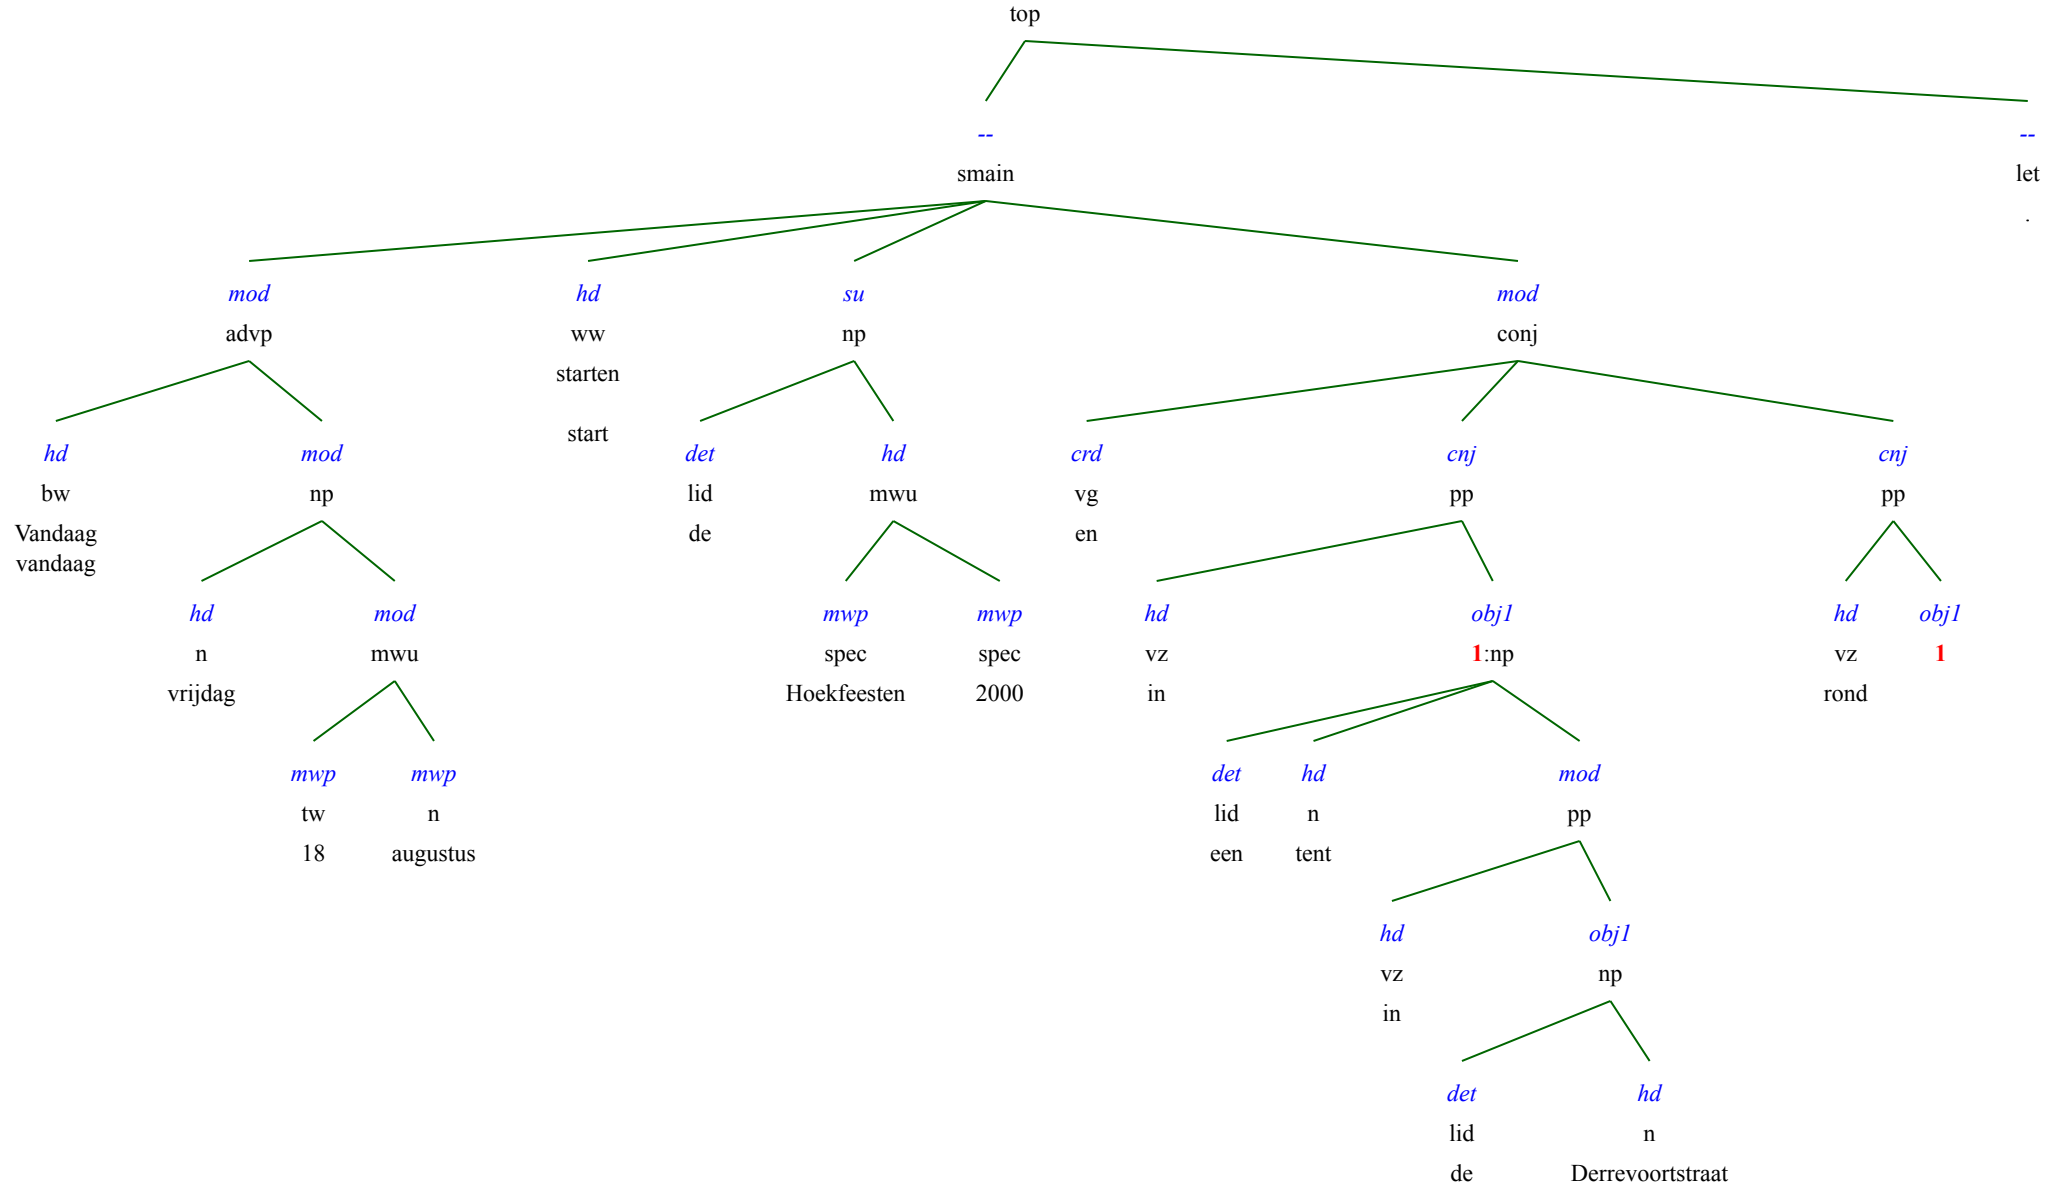 top
-- --
smain let
.
mod hd su mod
advp ww np conj
starten
start
hd mod det hd crd cnj cnj
bw np lid mwu vg pp pp
Vandaag de en
vandaag
hd mod mwp mwp hd obj1 hd obj1
n mwu spec spec vz 1:np vz 1
vrijdag Hoekfeesten 2000 in rond
mwp mwp det hd mod
tw n lid n pp
18 augustus een tent
hd obj1
vz np
in
det hd
lid n
de Derrevoortstraat